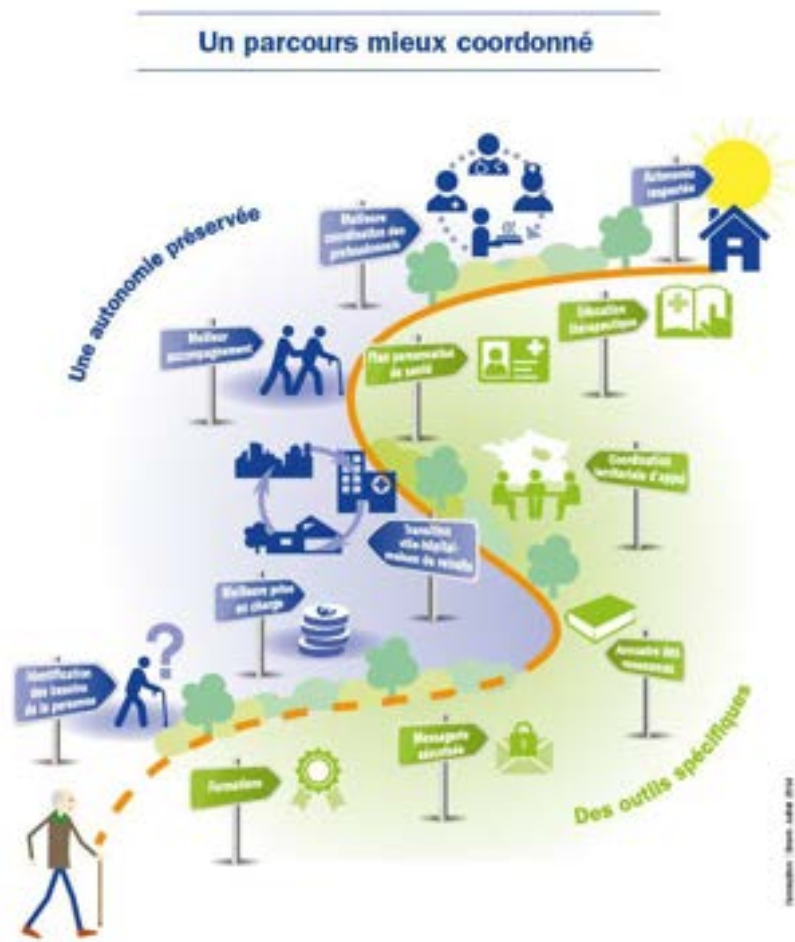 Un parcours mieux coordonné
Une autonomie préservée
Autonomie
respectée
Meilleure
coordination des
professionnels
Education
thérapeutique
Meilleur
accompagnement
Plan personnalisé
de santé
Coordination
territoriale d'appui
Transition
ville-hôpital-
maison de retraite
Meilleure prise
en charge
Annuaire des
ressources
Identification
des besoins
de la personne
Messagerie
sécurisée
Formations
Des outils spécifiques